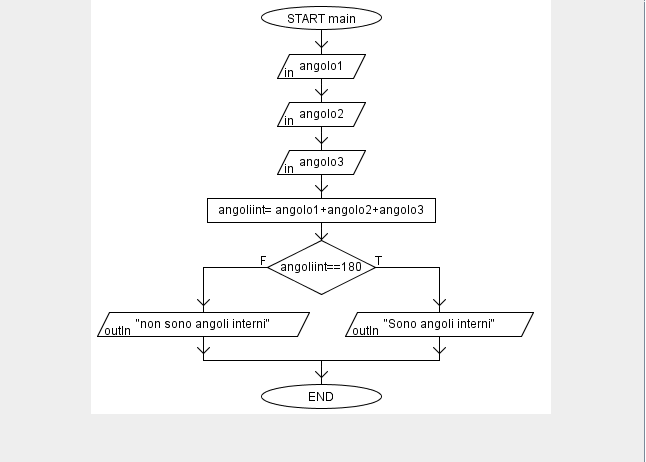 START main
angolo1
in
angolo2
in
angolo3
in
angoliint= angolo1+angolo2+angolo3
F
T
angoliint==180
"non sono angoli interni"
outln
"Sono angoli interni"
outln
END